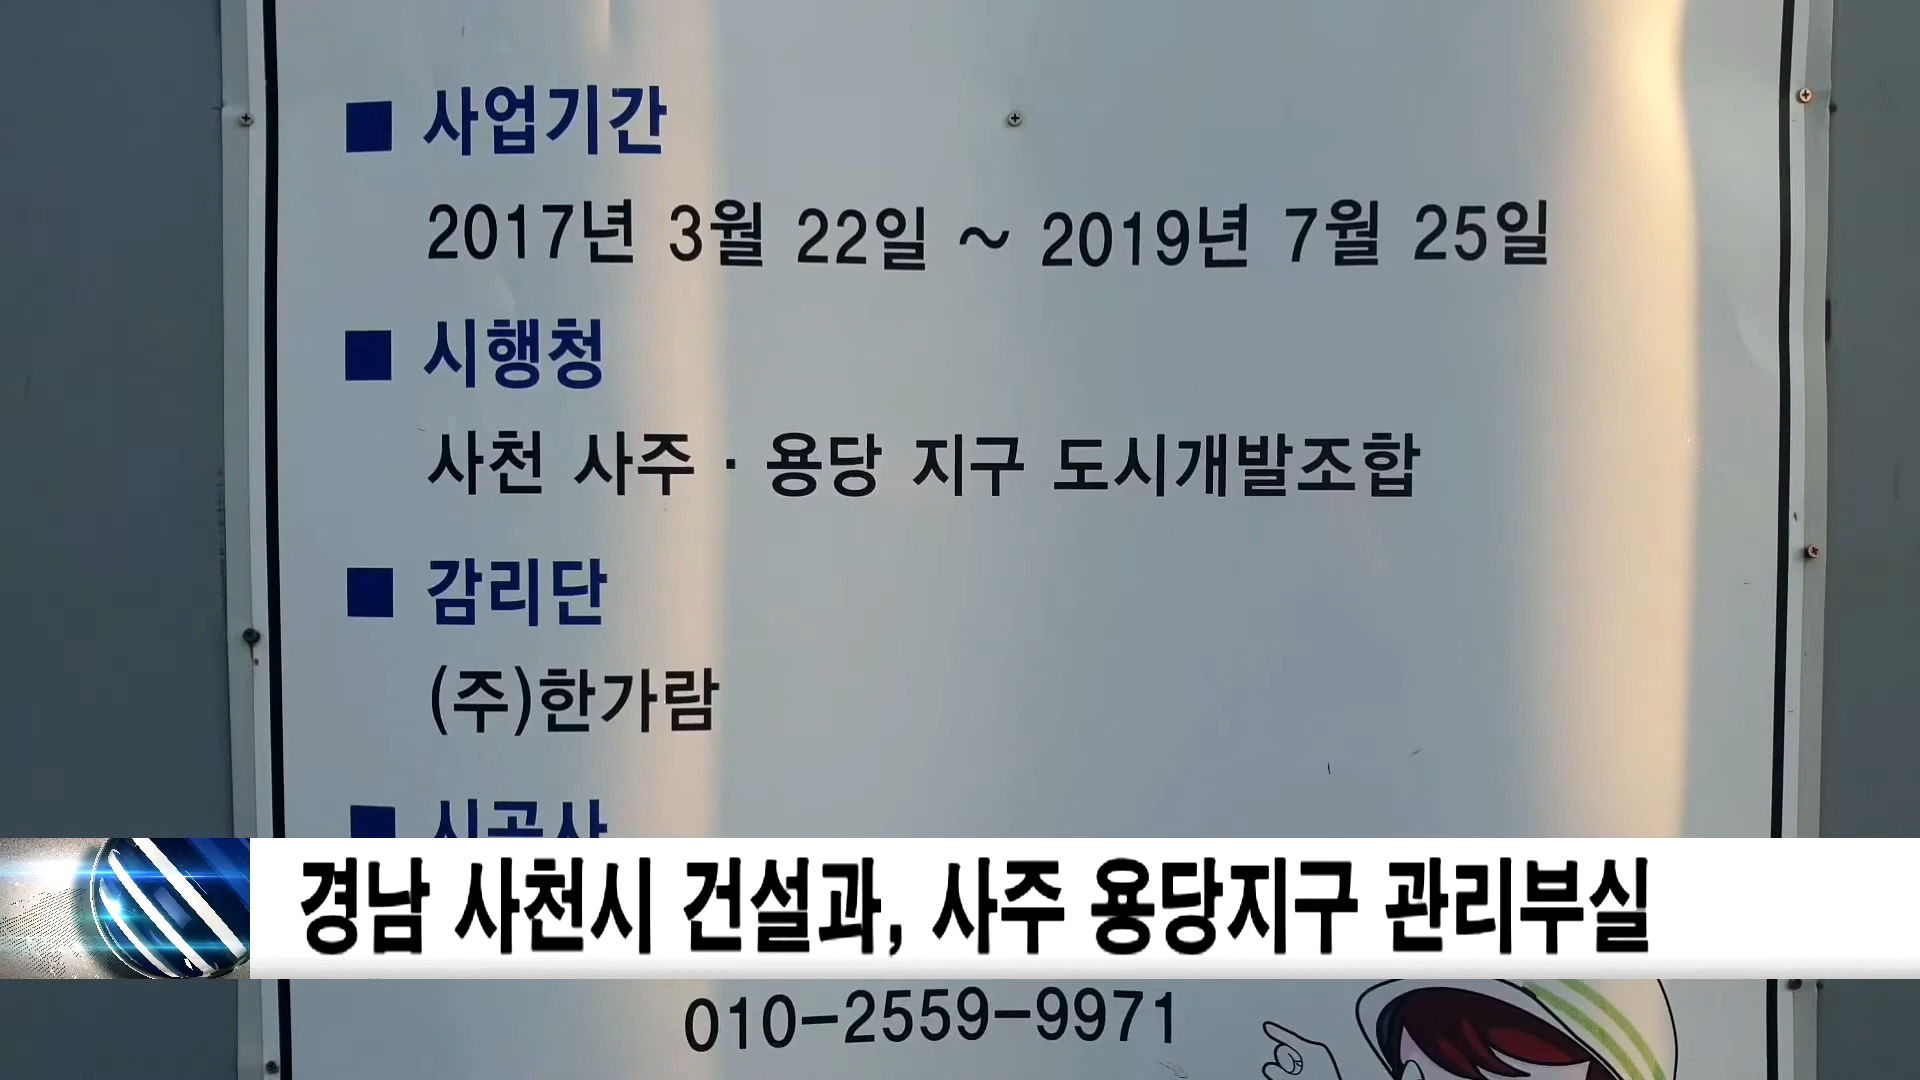 ■ 사업기간
2017년 3월 22일 ~ 2019년 7월 25일
■ 시행청
사천 사주 · 용당 지구 도시개발조합
■ 감리단
(주)한가람
■ 시공사
경남 사천시 건설과, 사주 용당지구 관리부실
010-2559-9971